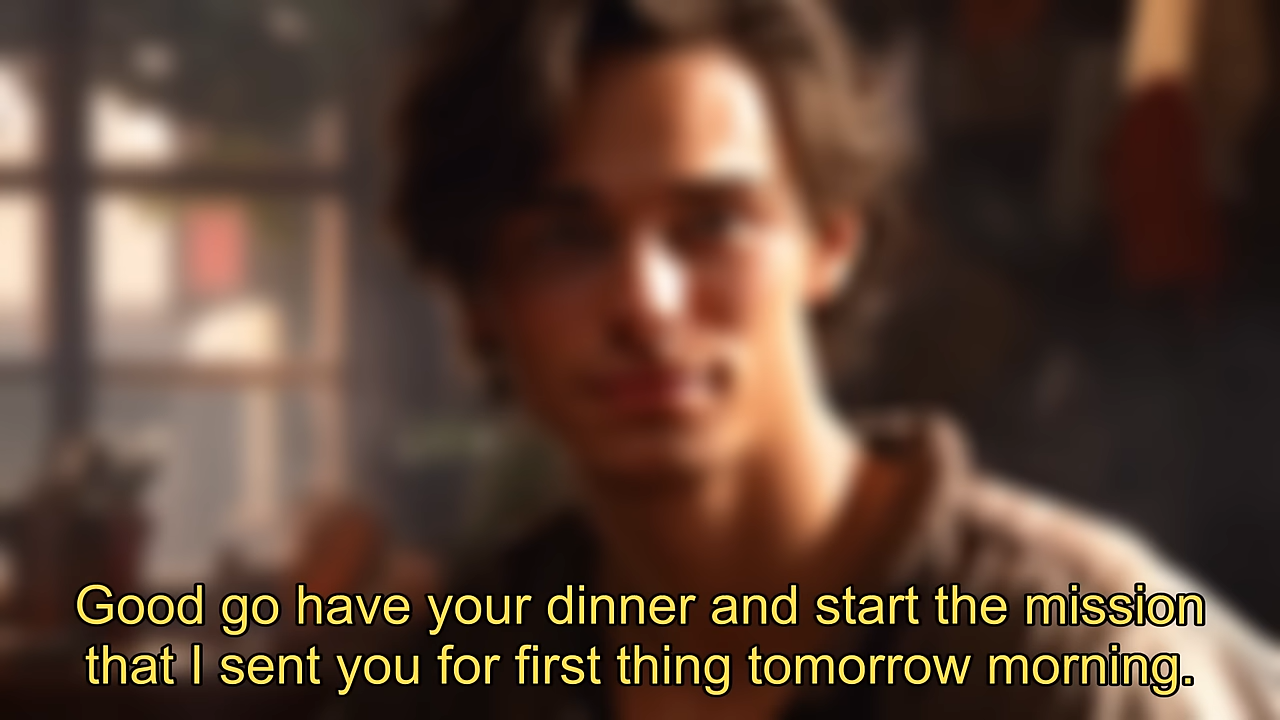 Good go have your dinner and start the mission
that I sent you for first thing tomorrow morning.